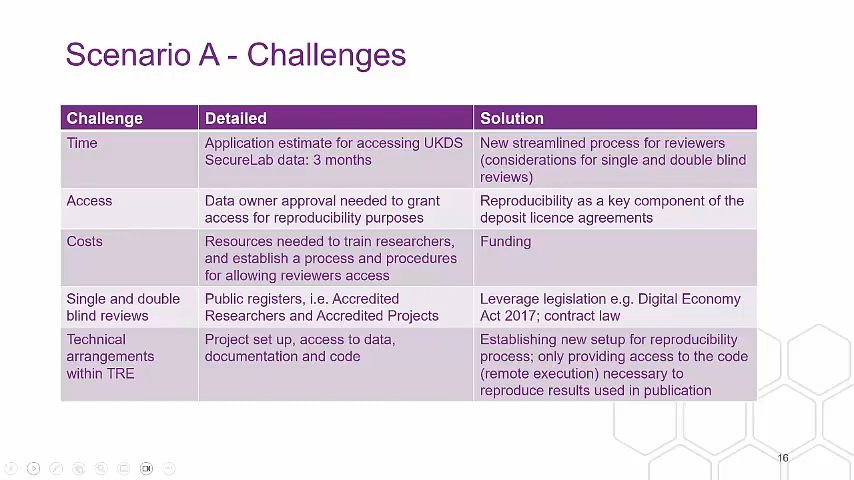 Scenario A - Challenges
Challenge
Detailed
Solution
Time
Application estimate for accessing UKDS
SecureLab data: 3 months
New streamlined process for reviewers
(considerations for single and double blind
reviews)
Access
Data owner approval needed to grant
access for reproducibility purposes
Reproducibility as a key component of the
deposit licence agreements
Costs
Resources needed to train researchers,
and establish a process and procedures
for allowing reviewers access
Funding
Single and double
blind reviews
Public registers, i.e. Accredited
Researchers and Accredited Projects
Leverage legislation e.g. Digital Economy
Act 2017; contract law
Technical
arrangements
within TRE
Project set up, access to data,
documentation and code
Establishing new setup for reproducibility
process; only providing access to the code
(remote execution) necessary to
reproduce results used in publication
16